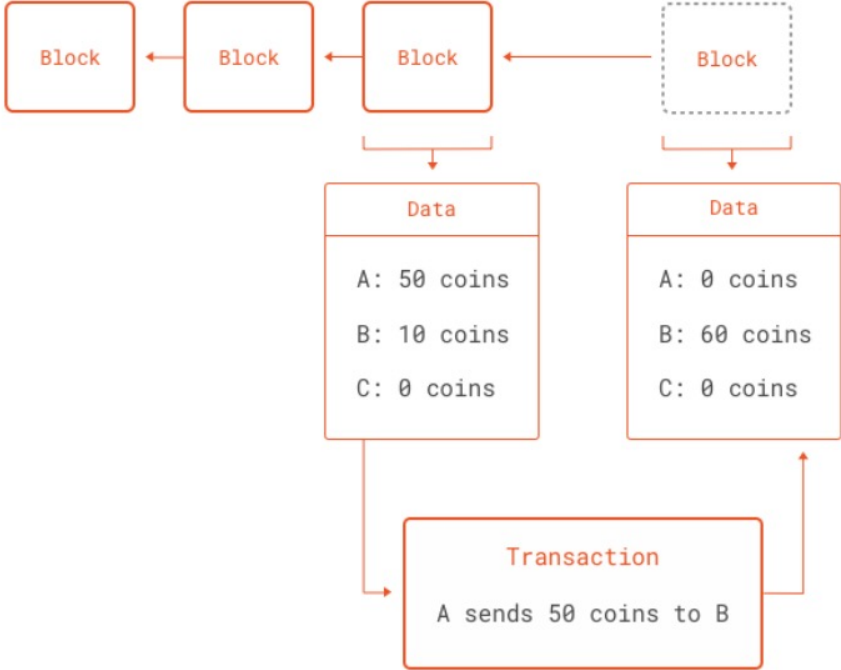 Block
Block
Block
Block
Data
A: 50 coins
B: 10 coins
C: 0 coins
Data
A: 0 coins
B: 60 coins
C: 0 coins
Transaction
A sends 50 coins to B